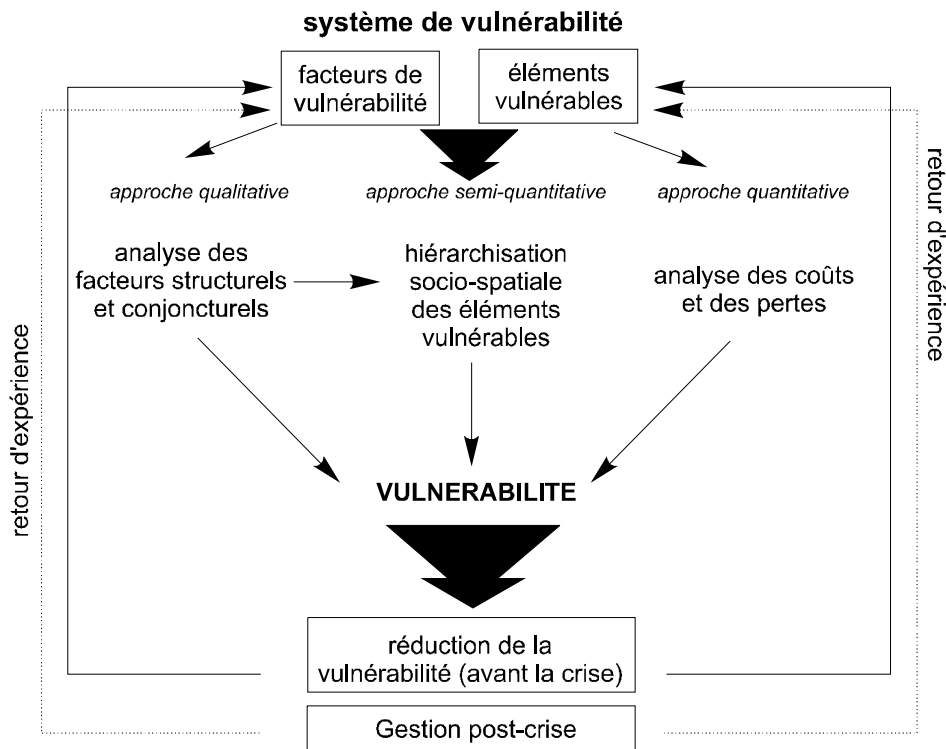 système de vulnérabilité
facteurs de
vulnérabilité
éléments
vulnérables
approche qualitative
approche semi-quantitative
approche quantitative
analyse des
facteurs structurels
et conjoncturels
hiérarchisation
socio-spatiale
des éléments
vulnérables
analyse des coûts
et des pertes
VULNERABILITE
réduction de la
vulnérabilité (avant la crise)
Gestion post-crise
retour d'expérience
retour d'expérience